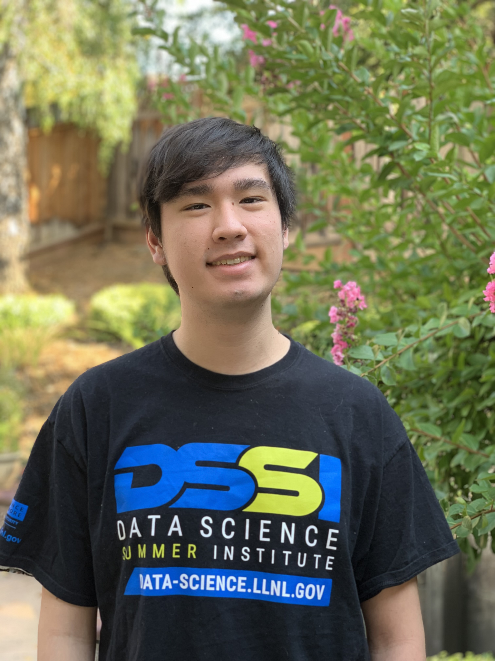 DSSI
DATA SCIENCE
SUMMER INSTITUTE
DATA-SCIENCE.LLNL.GOV